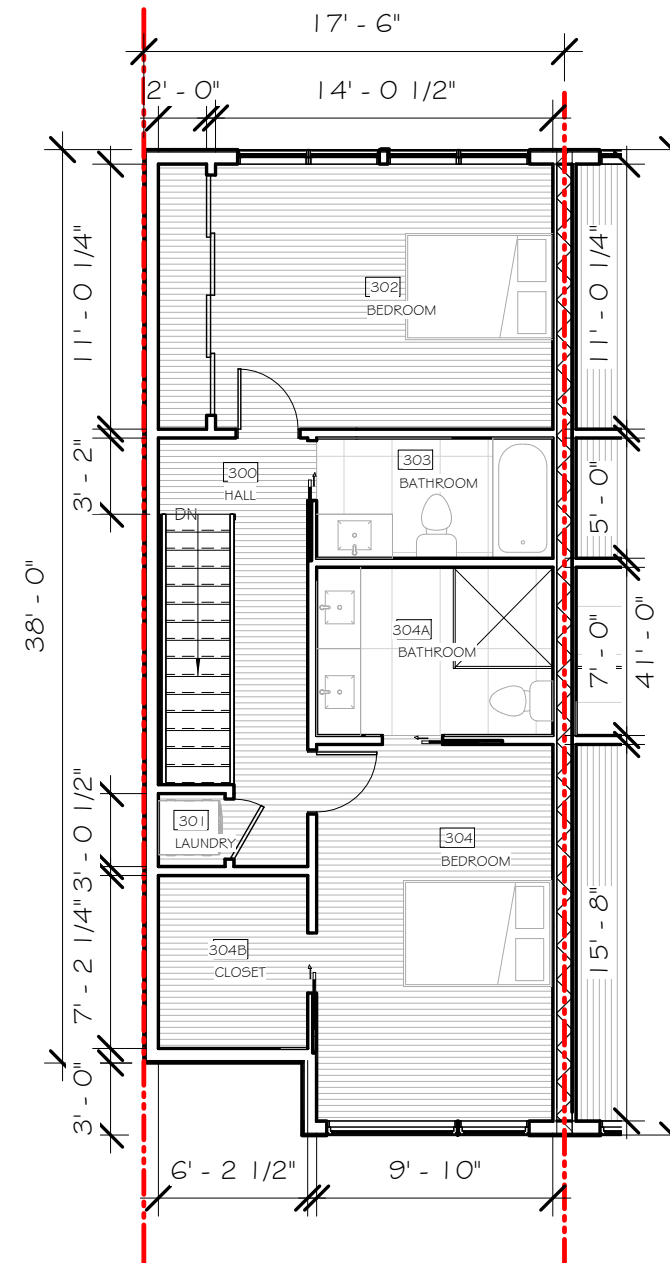 17' - 6"
2' - 0"
14' - 0 1/2"
11' - 0 1/4"
11' - 0 1/4"
302
BEDROOM
3' - 2"
300
HALL
303
BATHROOM
5' - 0"
DN
38' - 0"
304A
BATHROOM
7' - 0"
41' - 0"
3' - 0 1/2"
301
LAUNDRY
304
BEDROOM
7' - 2 1/4"
304B
CLOSET
15' - 8"
3' - 0"
6' - 2 1/2"
9' - 10"